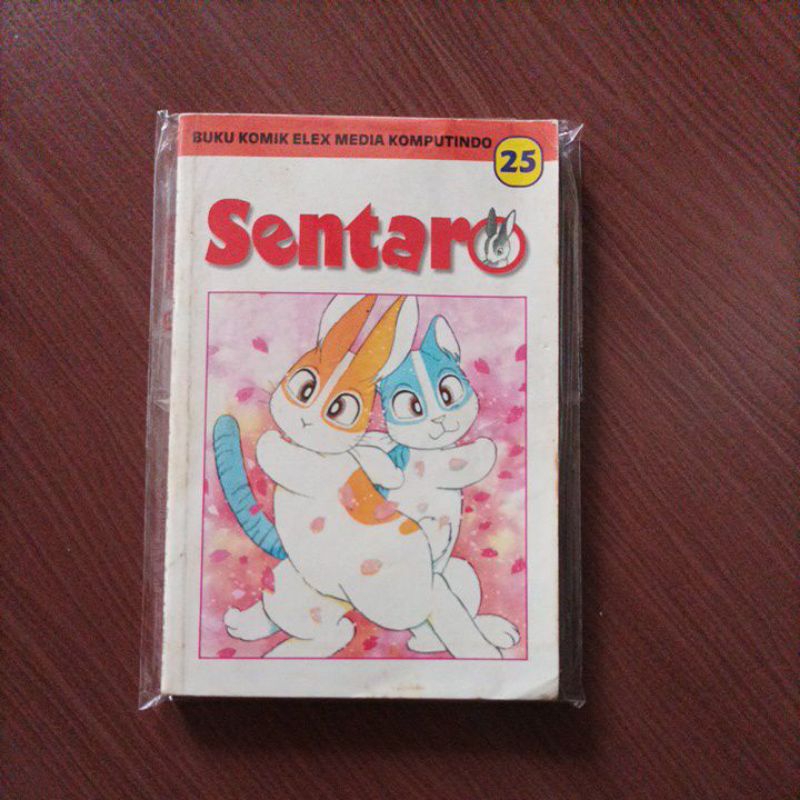 BUKU KOMIK ELEX MEDIA KOMPUTINDO
25
Sentaro